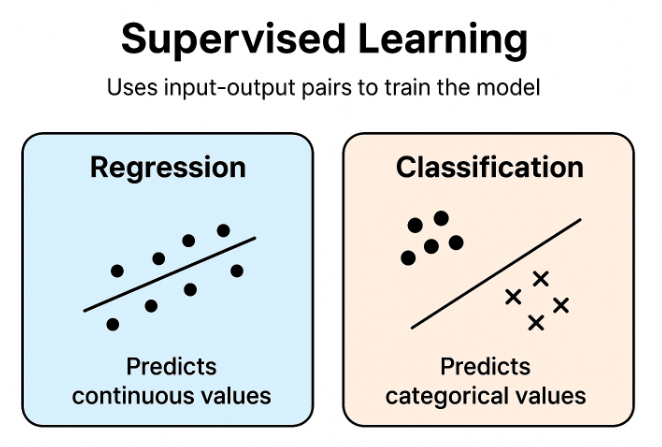 Supervised Learning
Uses input-output pairs to train the model
Regression
Predicts
continuous values
Classification
Predicts
categorical values